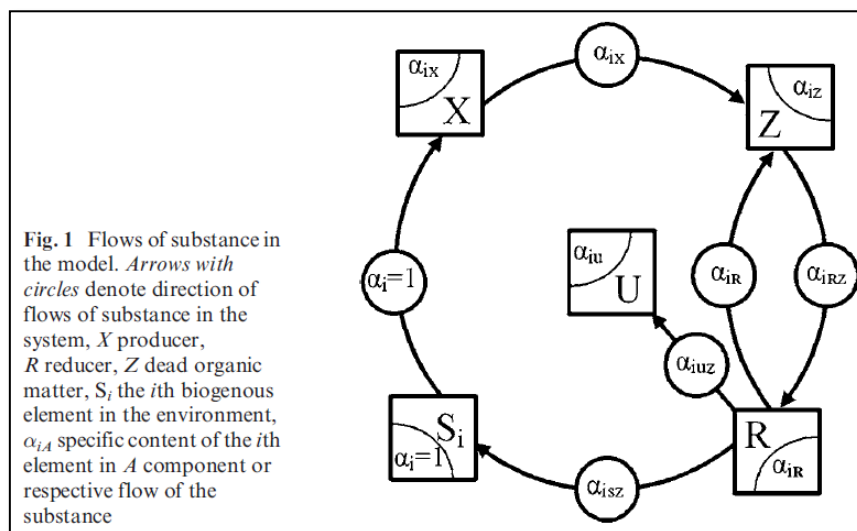 Fig. 1 Flows of substance in
the model. Arrows with
circles denote direction of
flows of substance in the
system, X producer,
R reducer, Z dead organic
matter, Sᵢ the ith biogenous
element in the environment,
αᵢA specific content of the ith
element in A component or
respective flow of the
substance
αix
X
αix
αiz
Z
αi=1
αiu
U
αiR
αiRZ
αiuz
Si
αi=1
αisz
R
αiR